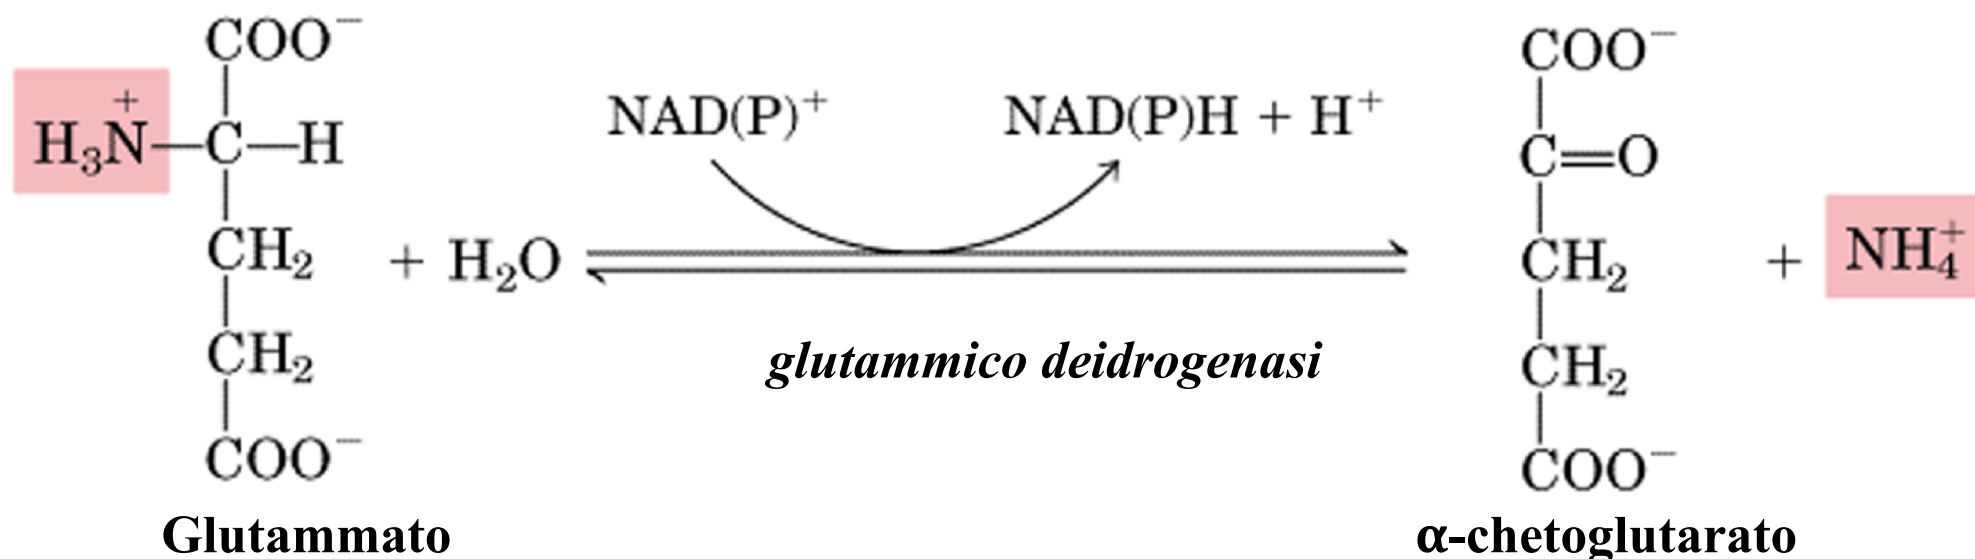 COO⁻
H₃N⁺—C—H
CH₂
CH₂
COO⁻
Glutammato
+ H₂O
NAD(P)⁺
NAD(P)H + H⁺
glutammico deidrogenasi
COO⁻
C=O
CH₂
CH₂
COO⁻
α-chetoglutarato
+ NH₄⁺